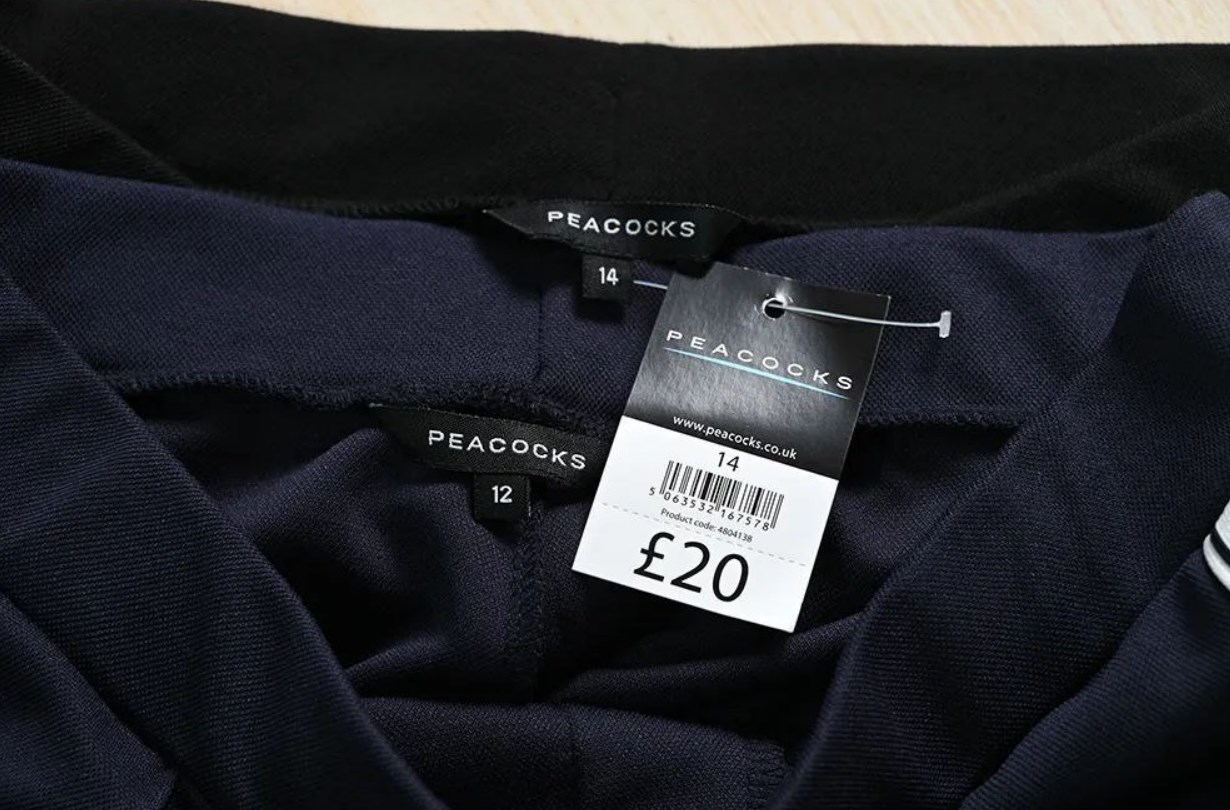 PEACOCKS
14
PEACOCKS
www.peacocks.co.uk
14
5 063532 167578
Product code: 4804138
£20
PEACOCKS
12